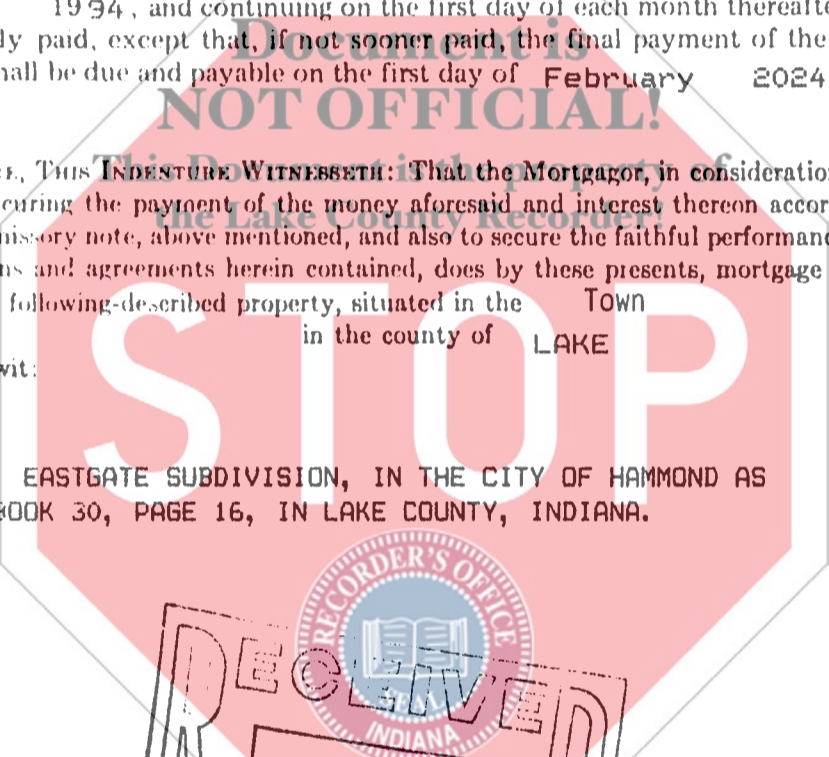 1994, and continuing on the first day of each month thereafte
Document is
ly paid, except that, if not sooner paid, the final payment of the
hall be due and payable on the first day of February 2024
NOT OFFICIAL!
This Document is the property of
E, THIS INDENTURE WITNESSETH: That the Mortgagor, in consideratio
curing the payment of the money aforesaid and interest thereon accor
the Lake County Recorder!
nissory note, above mentioned, and also to secure the faithful performanc
ns and agreements herein contained, does by these presents, mortgage
following-described property, situated in the Town
in the county of LAKE
wit:
STOP
EASTGATE SUBDIVISION, IN THE CITY OF HAMMOND AS
BOOK 30, PAGE 16, IN LAKE COUNTY, INDIANA.
RECORDER'S OFFICE
SEAL
INDIANA
RECEIVED